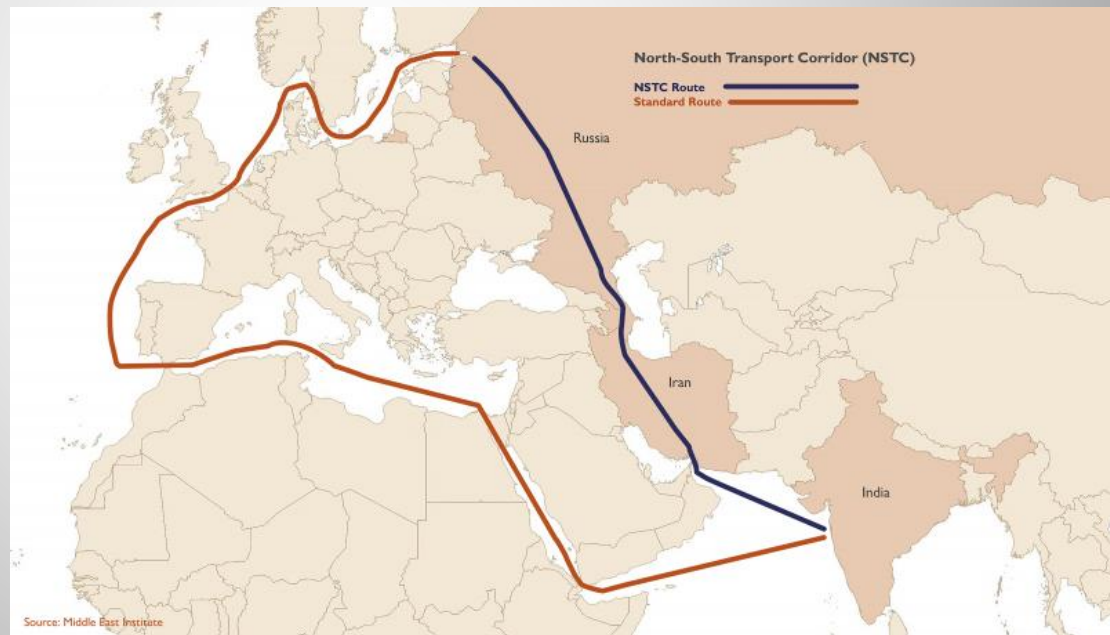 North-South Transport Corridor (NSTC)
NSTC Route
Standard Route
Russia
Iran
India
Source: Middle East Institute